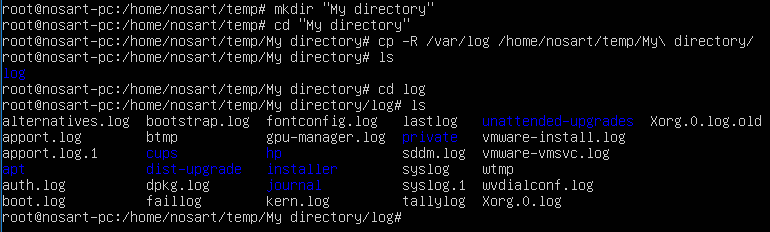 root@nosart-pc:/home/nosart/temp# mkdir "My directory"
root@nosart-pc:/home/nosart/temp# cd "My directory"
root@nosart-pc:/home/nosart/temp/My directory# cp -R /var/log /home/nosart/temp/My\ directory/
root@nosart-pc:/home/nosart/temp/My directory# ls
log
root@nosart-pc:/home/nosart/temp/My directory# cd log
root@nosart-pc:/home/nosart/temp/My directory/log# ls
alternatives.log bootstrap.log fontconfig.log lastlog unattended-upgrades Xorg.0.log.old
apport.log btmp gpu-manager.log private vmware-install.log
apport.log.1 cups hp sddm.log vmware-vmsvc.log
apt dist-upgrade installer syslog wtmp
auth.log dpkg.log journal syslog.1 wvdialconf.log
boot.log faillog kern.log tallylog Xorg.0.log
root@nosart-pc:/home/nosart/temp/My directory/log#